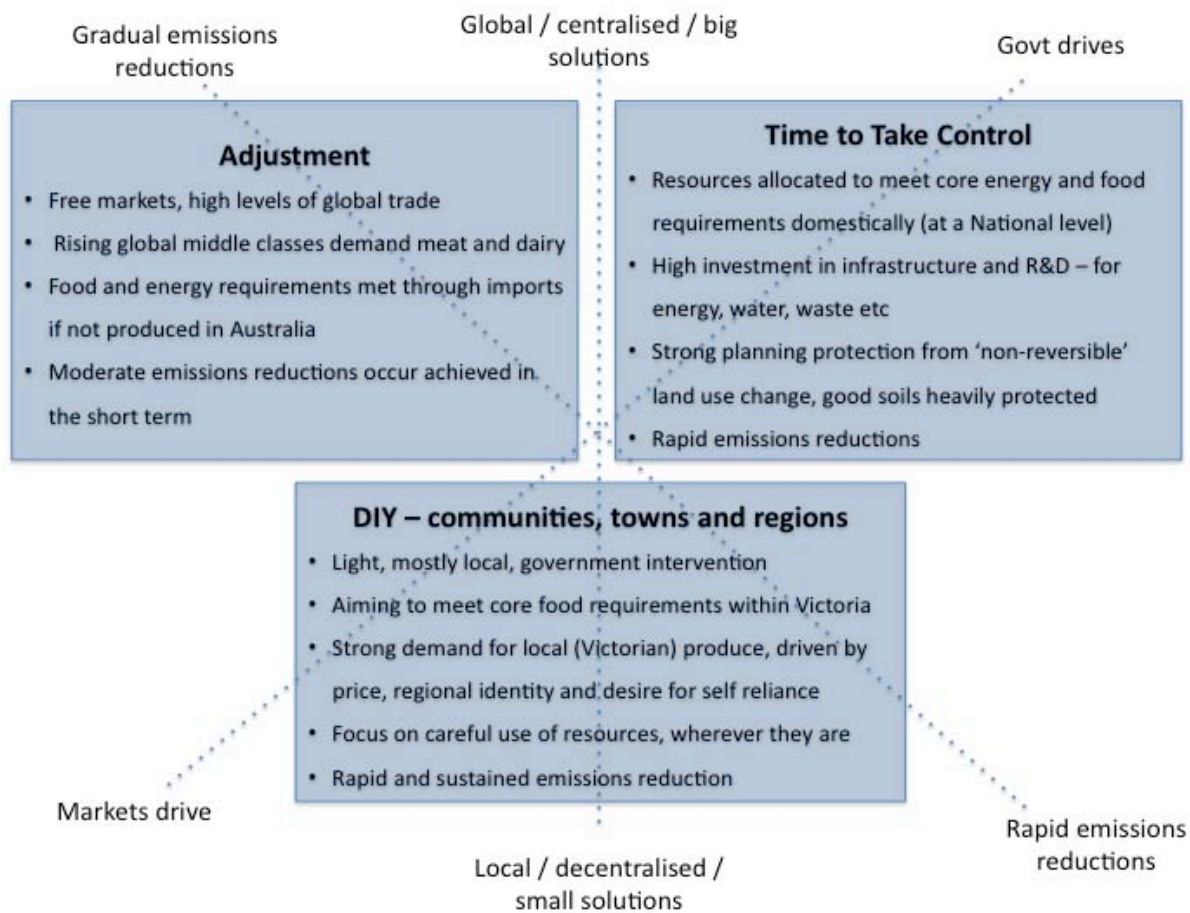 Gradual emissions
reductions
Global / centralised / big
solutions
Govt drives
Adjustment
• Free markets, high levels of global trade
• Rising global middle classes demand meat and dairy
• Food and energy requirements met through imports
if not produced in Australia
• Moderate emissions reductions occur achieved in
the short term
Time to Take Control
• Resources allocated to meet core energy and food
requirements domestically (at a National level)
• High investment in infrastructure and R&D – for
energy, water, waste etc
• Strong planning protection from ‘non-reversible’
land use change, good soils heavily protected
• Rapid emissions reductions
DIY – communities, towns and regions
• Light, mostly local, government intervention
• Aiming to meet core food requirements within Victoria
• Strong demand for local (Victorian) produce, driven by
price, regional identity and desire for self reliance
• Focus on careful use of resources, wherever they are
• Rapid and sustained emissions reduction
Markets drive
Local / decentralised /
small solutions
Rapid emissions
reductions